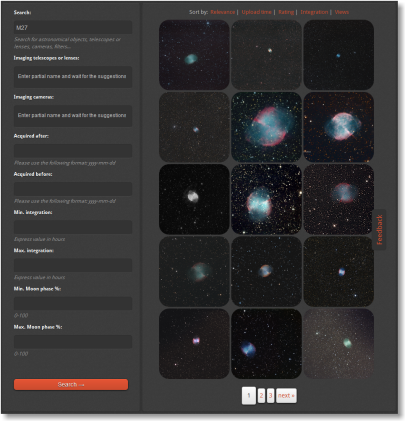 Search:
M27
Search for astronomical objects, telescopes or
lenses, cameras, filters...
Imaging telescopes or lenses:
Enter partial name and wait for the suggestions
Imaging cameras:
Enter partial name and wait for the suggestions
Acquired after:
Please use the following format: yyyy-mm-dd
Acquired before:
Please use the following format: yyyy-mm-dd
Min. integration:
Express value in hours
Max. integration:
Express value in hours
Min. Moon phase %:
0-100
Max. Moon phase %:
0-100
Search →
Sort by: Relevance | Upload time | Rating | Integration | Views
Feedback
1 2 3 next »